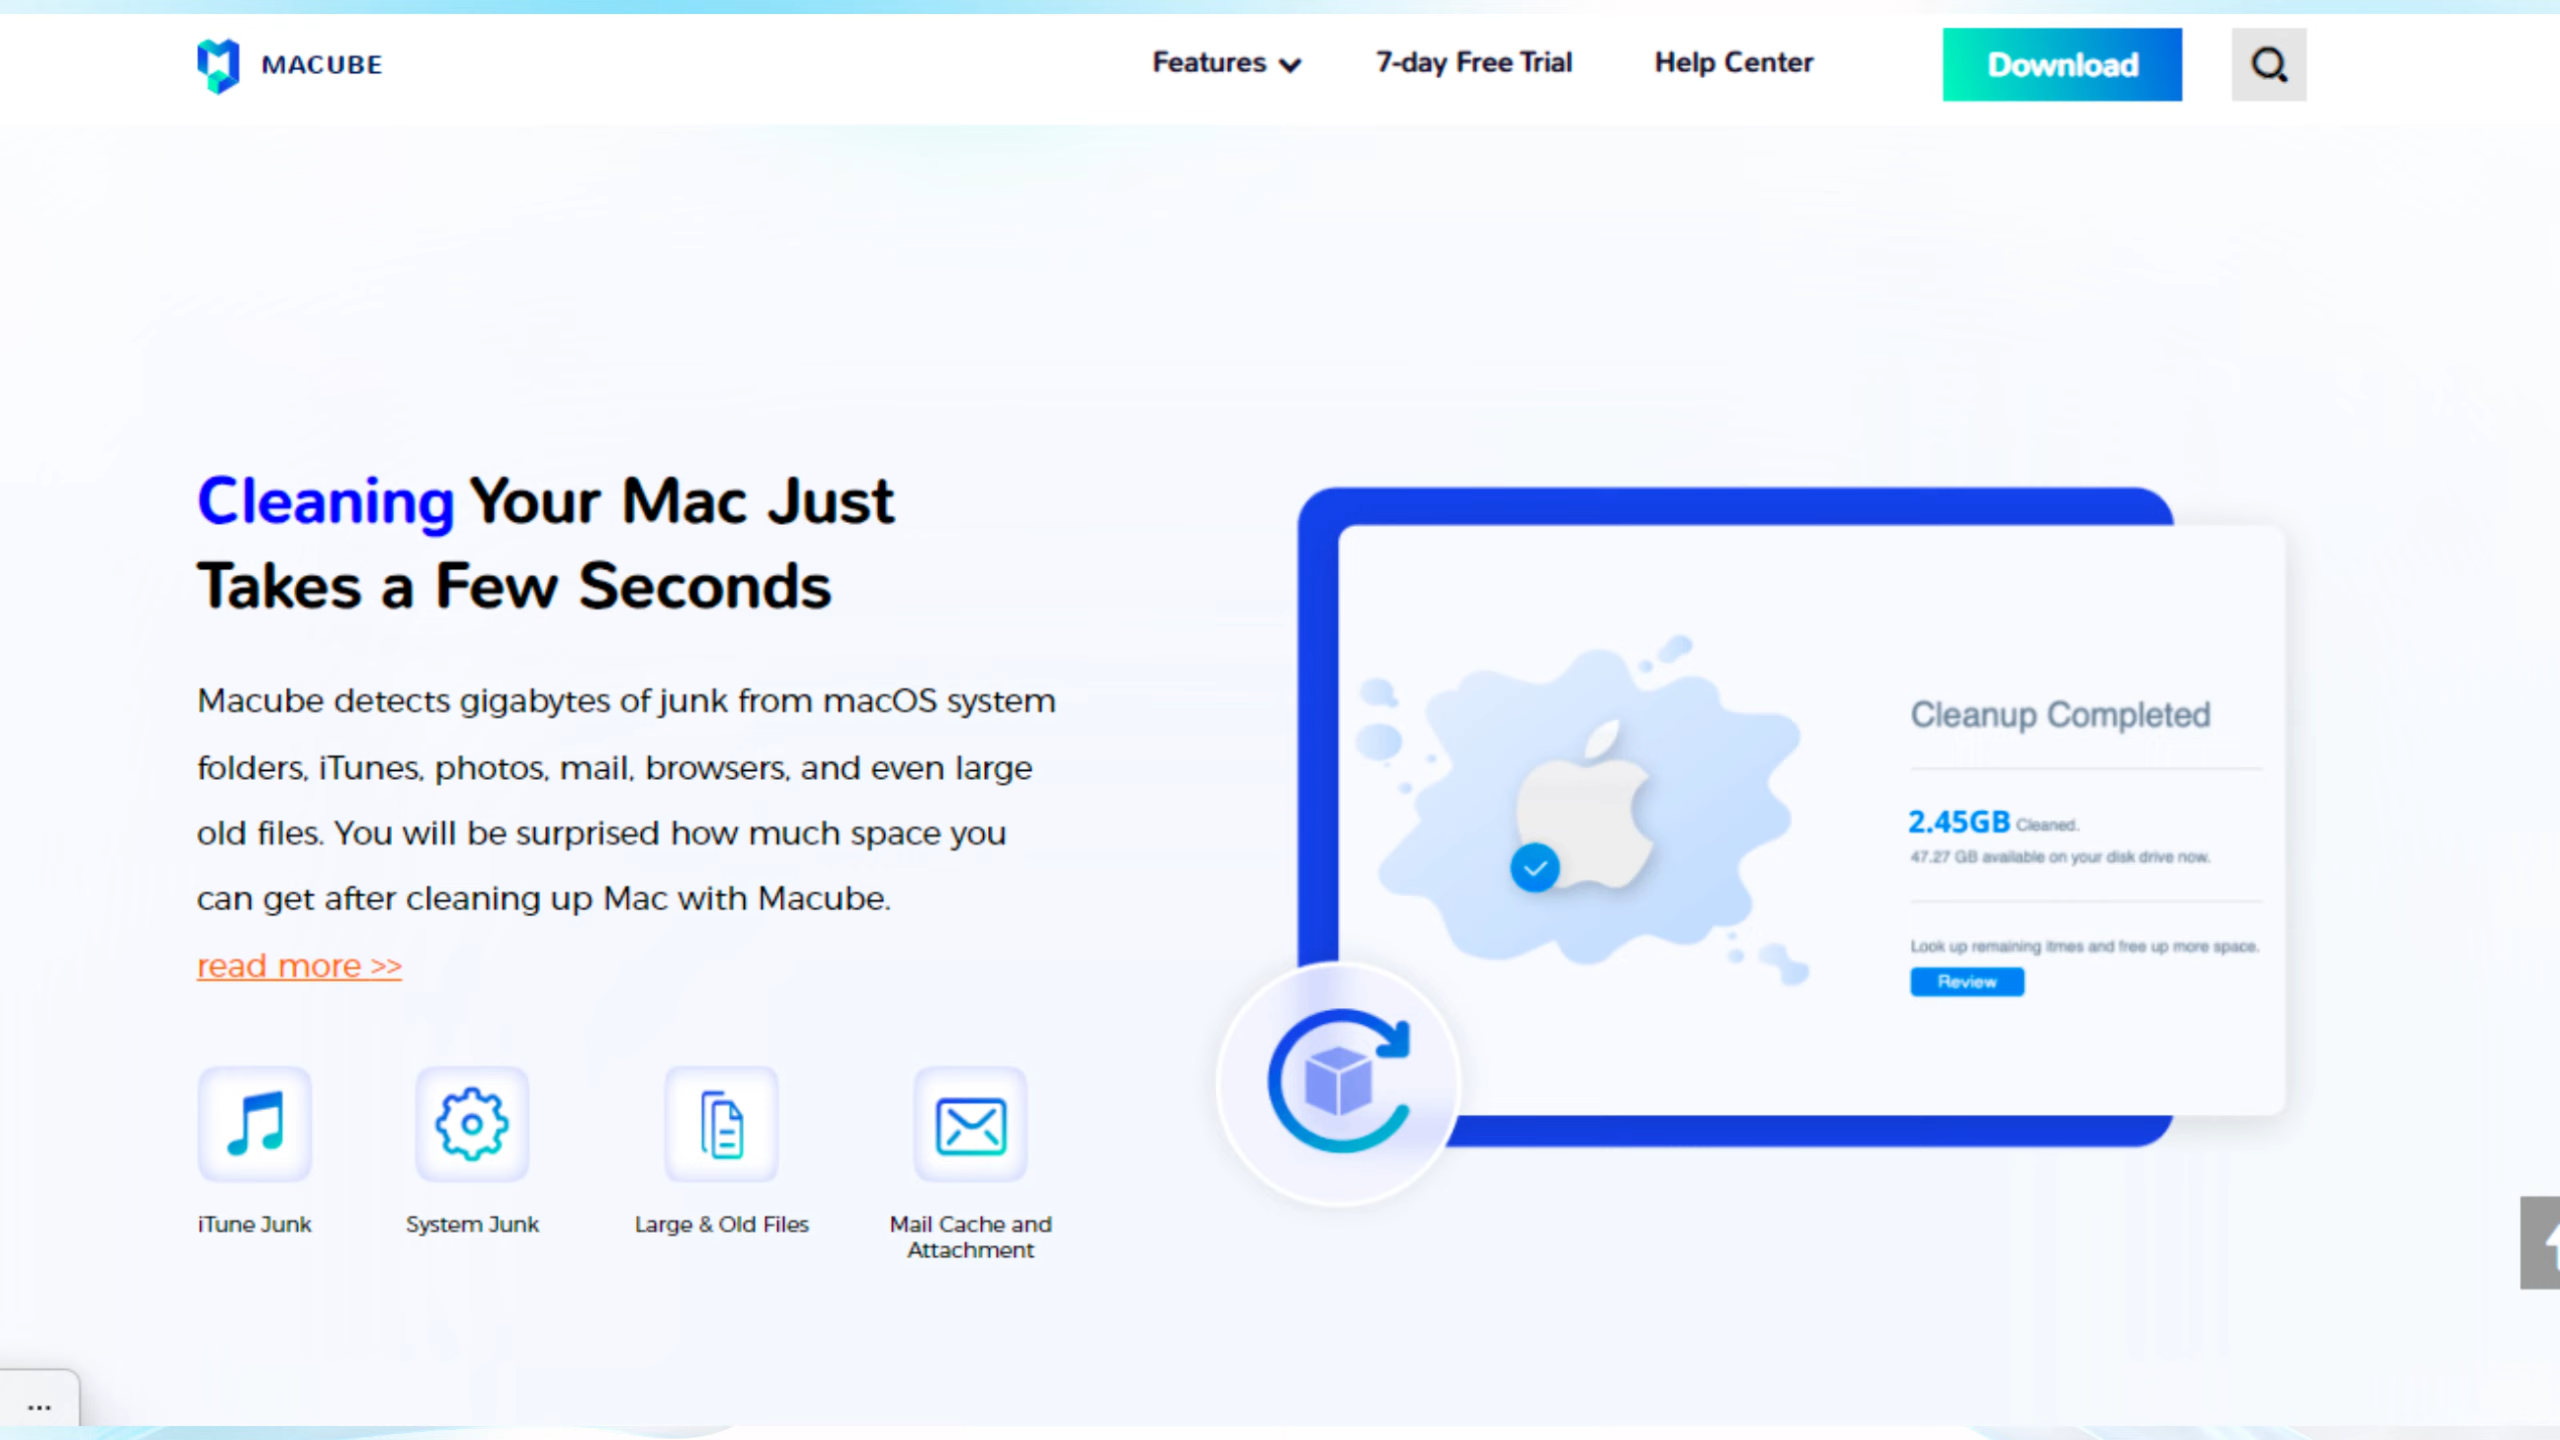 MACUBE
Features
7-day Free Trial
Help Center
Download
Cleaning Your Mac Just
Takes a Few Seconds
Macube detects gigabytes of junk from macOS system
folders, iTunes, photos, mail, browsers, and even large
old files. You will be surprised how much space you
can get after cleaning up Mac with Macube.
read more >>
iTune Junk
System Junk
Large & Old Files
Mail Cache and
Attachment
Cleanup Completed
2.45GB Cleaned.
47.27 GB available on your disk drive now.
Look up remaining itmes and free up more space.
Review
...